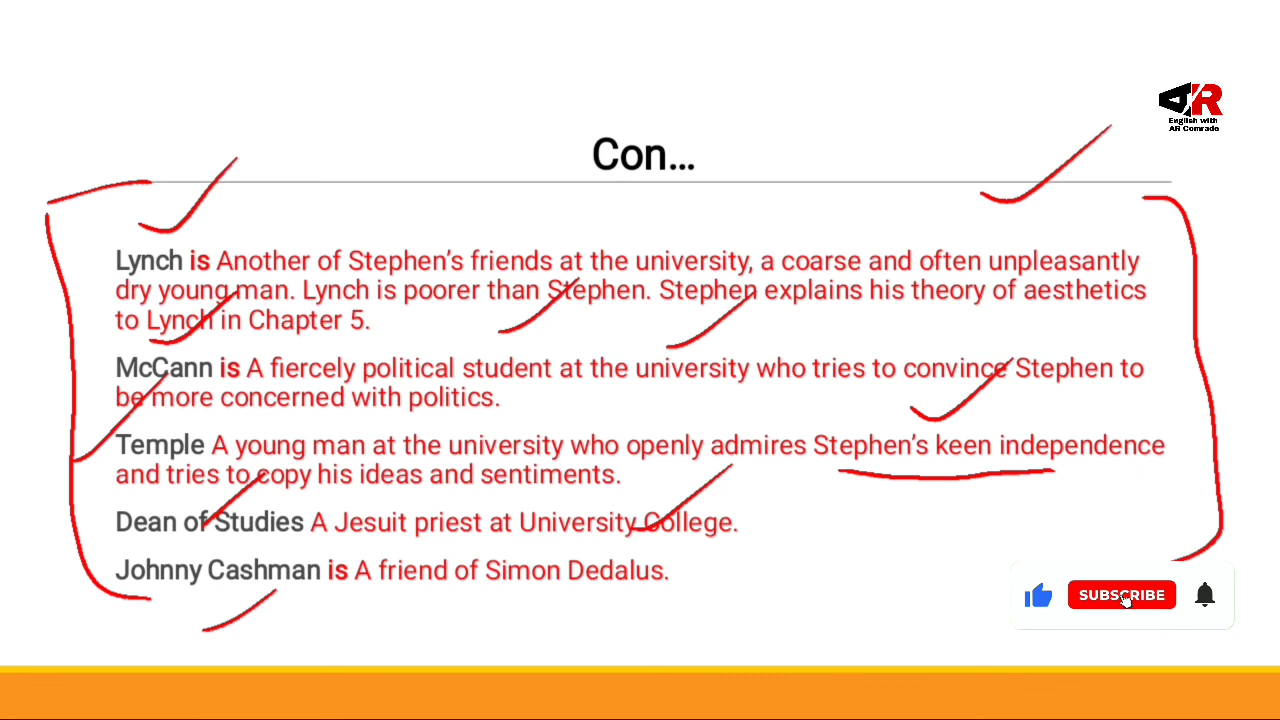 AR
English with
AR Comrade
Con...
Lynch is Another of Stephen's friends at the university, a coarse and often unpleasantly
dry young man. Lynch is poorer than Stephen. Stephen explains his theory of aesthetics
to Lynch in Chapter 5.
McCann is A fiercely political student at the university who tries to convince Stephen to
be more concerned with politics.
Temple A young man at the university who openly admires Stephen's keen independence
and tries to copy his ideas and sentiments.
Dean of Studies A Jesuit priest at University College.
Johnny Cashman is A friend of Simon Dedalus.
SUBSCRIBE